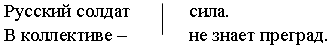 Русский солдат сила.
В коллективе – не знает преград.